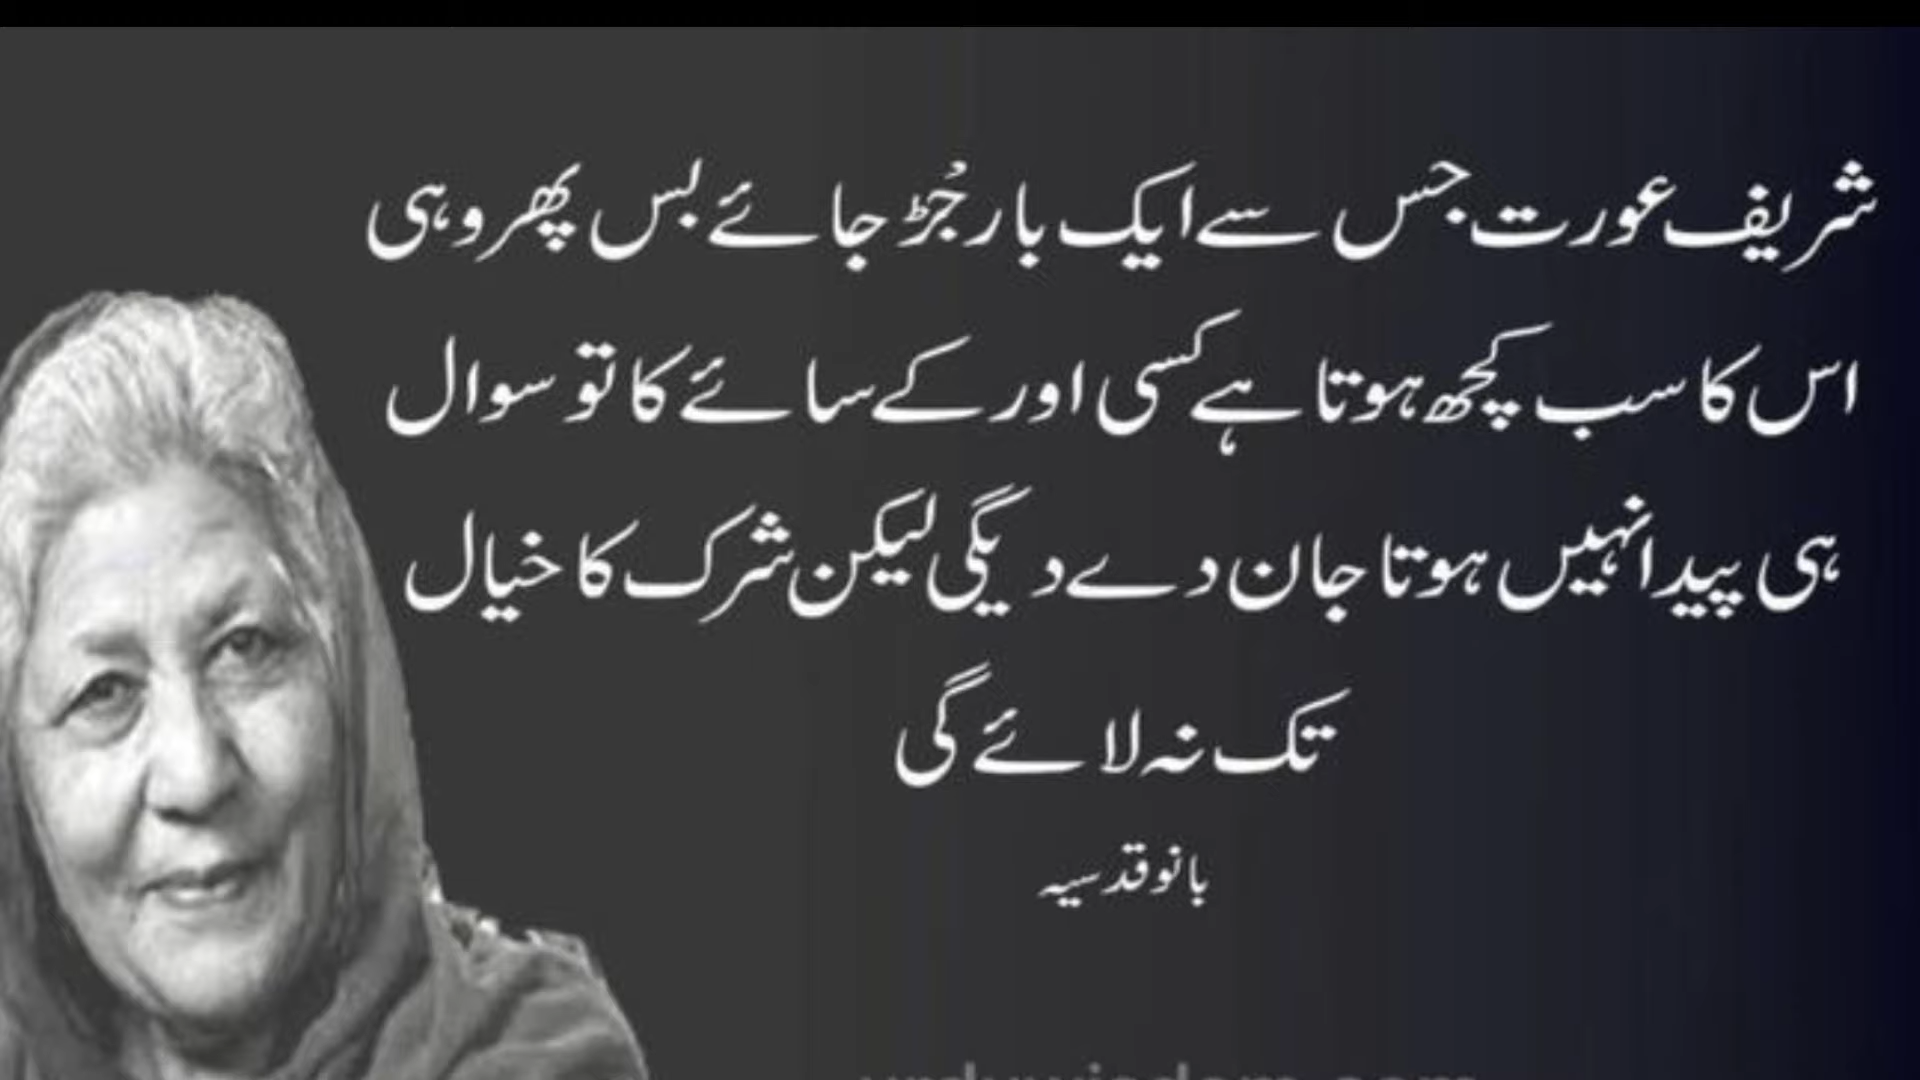 شریف عورت جس سے ایک بار جُڑ جائے بس پھر وہی
اس کا سب کچھ ہوتا ہے کسی اور کے سائے کا تو سوال
ہی پیدا نہیں ہوتا جان دے دیگی لیکن شرک کا خیال
تک نہ لائے گی
بانو قدسیہ